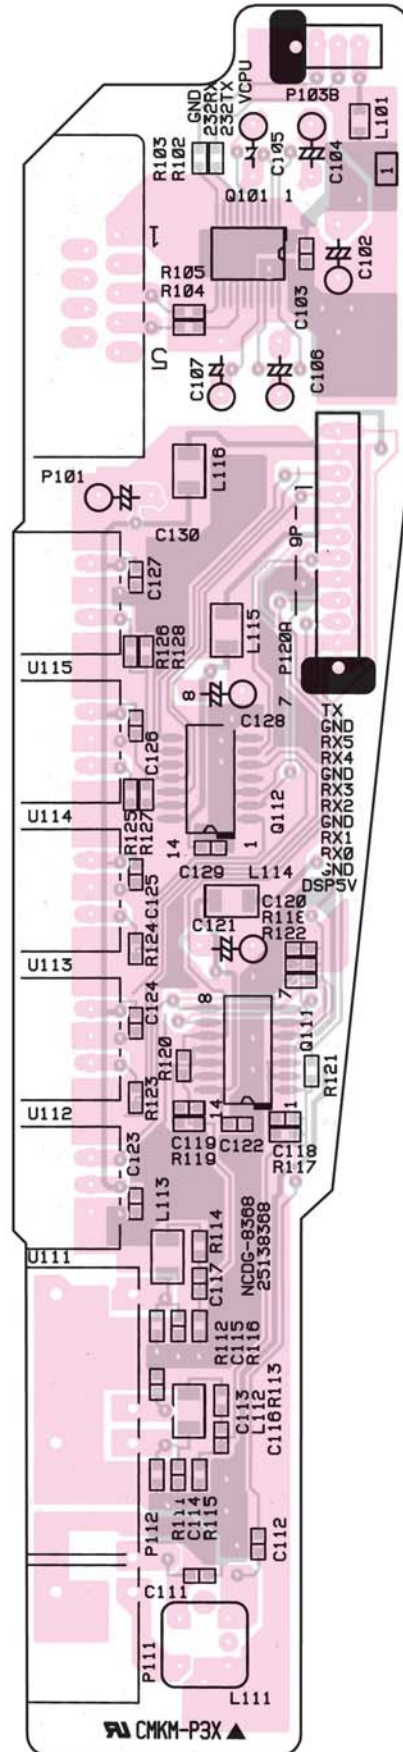 P103B
GND
232RX
232TX
VCPU
L101
R103
R102
C105
C104
1
Q101 1
1
R105
R104
C103
C102
5
C107
C106
P101
L116
C130
9P
1
C127
R126
R128
L115
P120A
U115
8
7
C128
TX
GND
RX5
RX4
GND
RX3
RX2
GND
RX1
RX0
GND
DSP5V
C126
Q112
U114
R125
R127
14
1
C129
L114
C125
C120
R118
R122
C121
R124
U113
8
7
C124
Q111
R120
R121
R123
U112
14
1
C119
R119
C122
C118
R117
C123
L113
R114
NCDG-8368
25138368
U111
C117
R112
C115
R116
C113
L112
C116
R113
P112
R111
C114
R115
C112
C111
P111
L111
CMKM-P3X